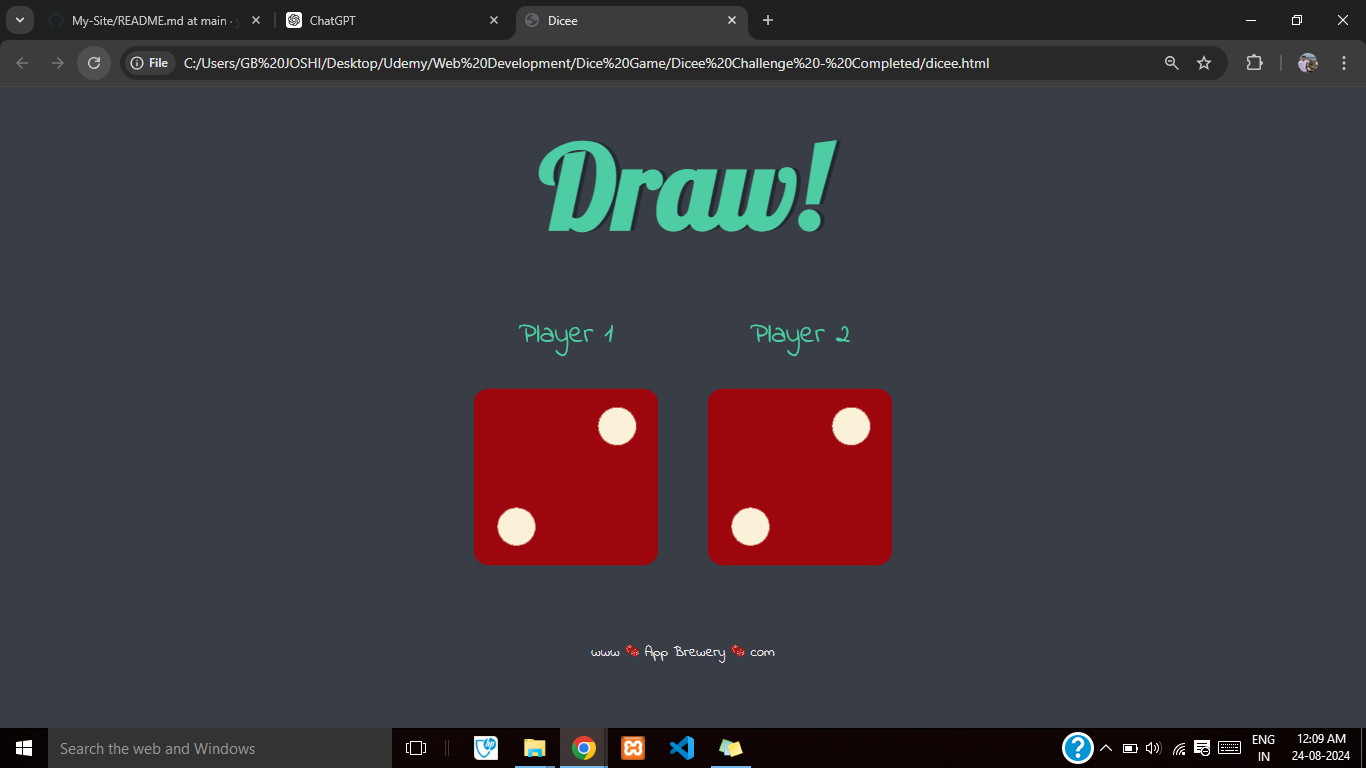 My-Site/README.md at main ·
ChatGPT
Dicee
File
C:/Users/GB%20JOSHI/Desktop/Udemy/Web%20Development/Dice%20Game/Dicee%20Challenge%20-%20Completed/dicee.html
Draw!
Player 1
Player 2
www App Brewery com
Search the web and Windows
ENG
IN
12:09 AM
24-08-2024